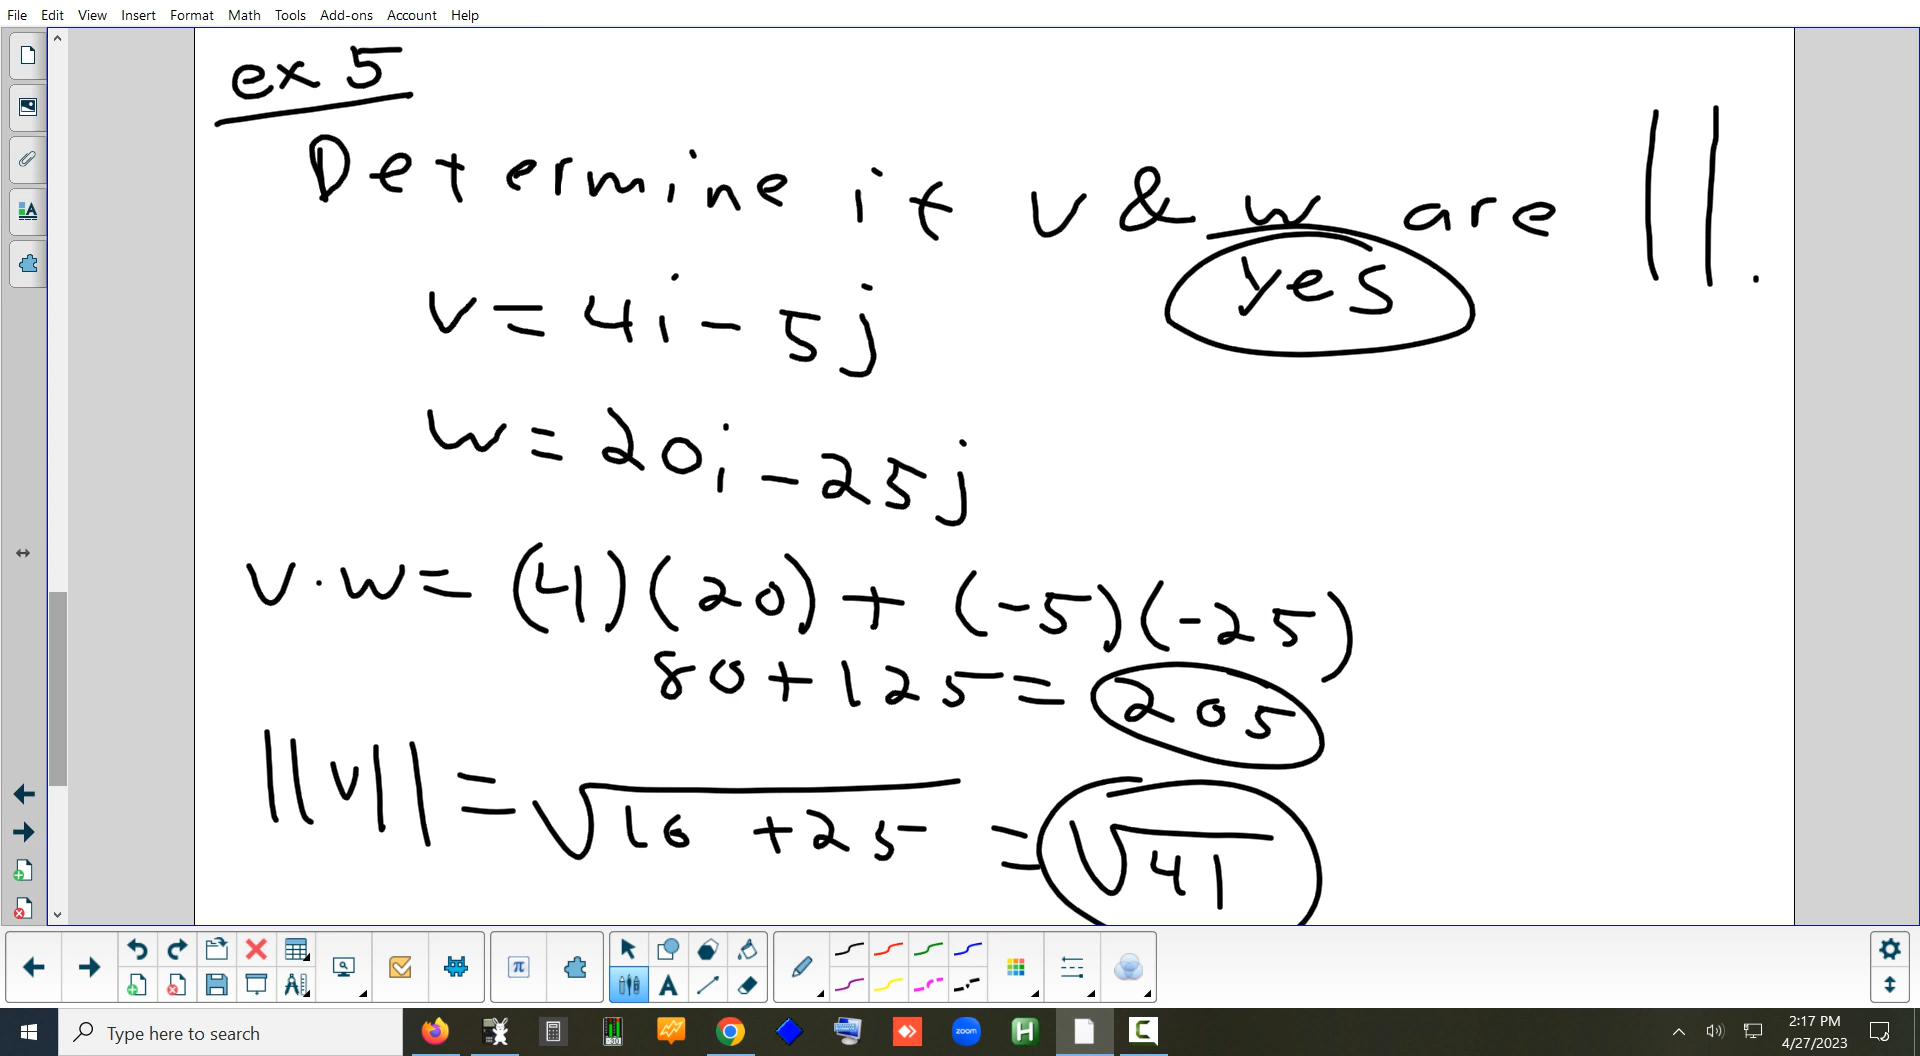 File Edit View Insert Format Math Tools Add-ons Account Help
ex 5
Determine if v & w are ||.
yes
v = 4i - 5j
w = 20i - 25j
v · w = (4)(20) + (-5)(-25)
80 + 125 = 205
||v|| = √16 + 25 = √41
π
A
zoom
H
C
Type here to search
2:17 PM
4/27/2023